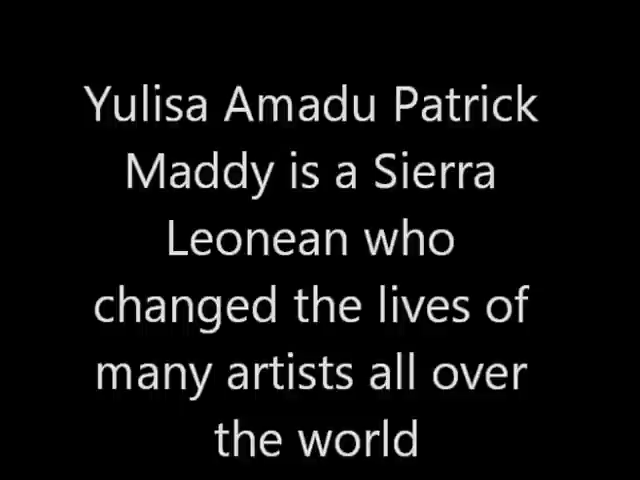 Yulisa Amadu Patrick
Maddy is a Sierra
Leonean who
changed the lives of
many artists all over
the world